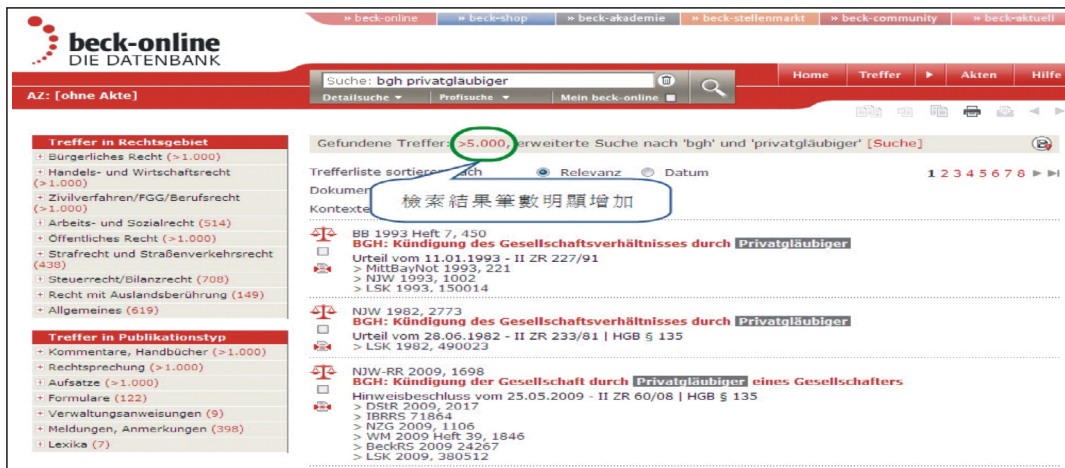 » beck-online » beck-shop » beck-akademie » beck-stellenmarkt » beck-community » beck-aktuell
beck-online
DIE DATENBANK
Suche: bgh privatgläubiger
Home Treffer Akten Hilfe
AZ: [ohne Akte]
Detailsuche Profisuche Mein beck-online
Treffer in Rechtsgebiet
+ Bürgerliches Recht (>1.000)
+ Handels- und Wirtschaftsrecht
(>1.000)
+ Zivilverfahren/FGG/Berufsrecht
(>1.000)
+ Arbeits- und Sozialrecht (514)
+ Öffentliches Recht (>1.000)
+ Strafrecht und Straßenverkehrsrecht
(438)
+ Steuerrecht/Bilanzrecht (708)
+ Recht mit Auslandsberührung (149)
+ Allgemeines (619)
Treffer in Publikationstyp
+ Kommentare, Handbücher (>1.000)
+ Rechtsprechung (>1.000)
+ Aufsätze (>1.000)
+ Formulare (122)
+ Verwaltungsanweisungen (9)
+ Meldungen, Anmerkungen (398)
+ Lexika (7)
Gefundene Treffer: >5.000, erweiterte Suche nach 'bgh' und 'privatgläubiger' [Suche]
Trefferliste sortieren nach Relevanz Datum 1 2 3 4 5 6 7 8
Dokumen
Kontexte
檢索結果筆數明顯增加
BB 1993 Heft 7, 450
BGH: Kündigung des Gesellschaftsverhältnisses durch Privatgläubiger
Urteil vom 11.01.1993 - II ZR 227/91
> MittBayNot 1993, 221
> NJW 1993, 1002
> LSK 1993, 150014
NJW 1982, 2773
BGH: Kündigung des Gesellschaftsverhältnisses durch Privatgläubiger
Urteil vom 28.06.1982 - II ZR 233/81 | HGB § 135
> LSK 1982, 490023
NJW-RR 2009, 1698
BGH: Kündigung der Gesellschaft durch Privatgläubiger eines Gesellschafters
Hinweisbeschluss vom 25.05.2009 - II ZR 60/08 | HGB § 135
> DStR 2009, 2017
> IBRRS 71864
> NZG 2009, 1106
> WM 2009 Heft 39, 1846
> BeckRS 2009 24267
> LSK 2009, 380512